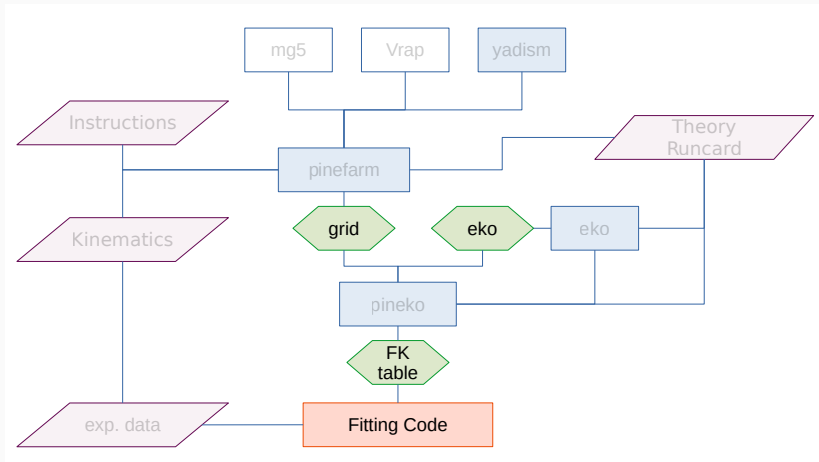 mg5
Vrap
yadism
Instructions
Theory
Runcard
pinefarm
Kinematics
grid
eko
eko
pineko
FK
table
exp. data
Fitting Code